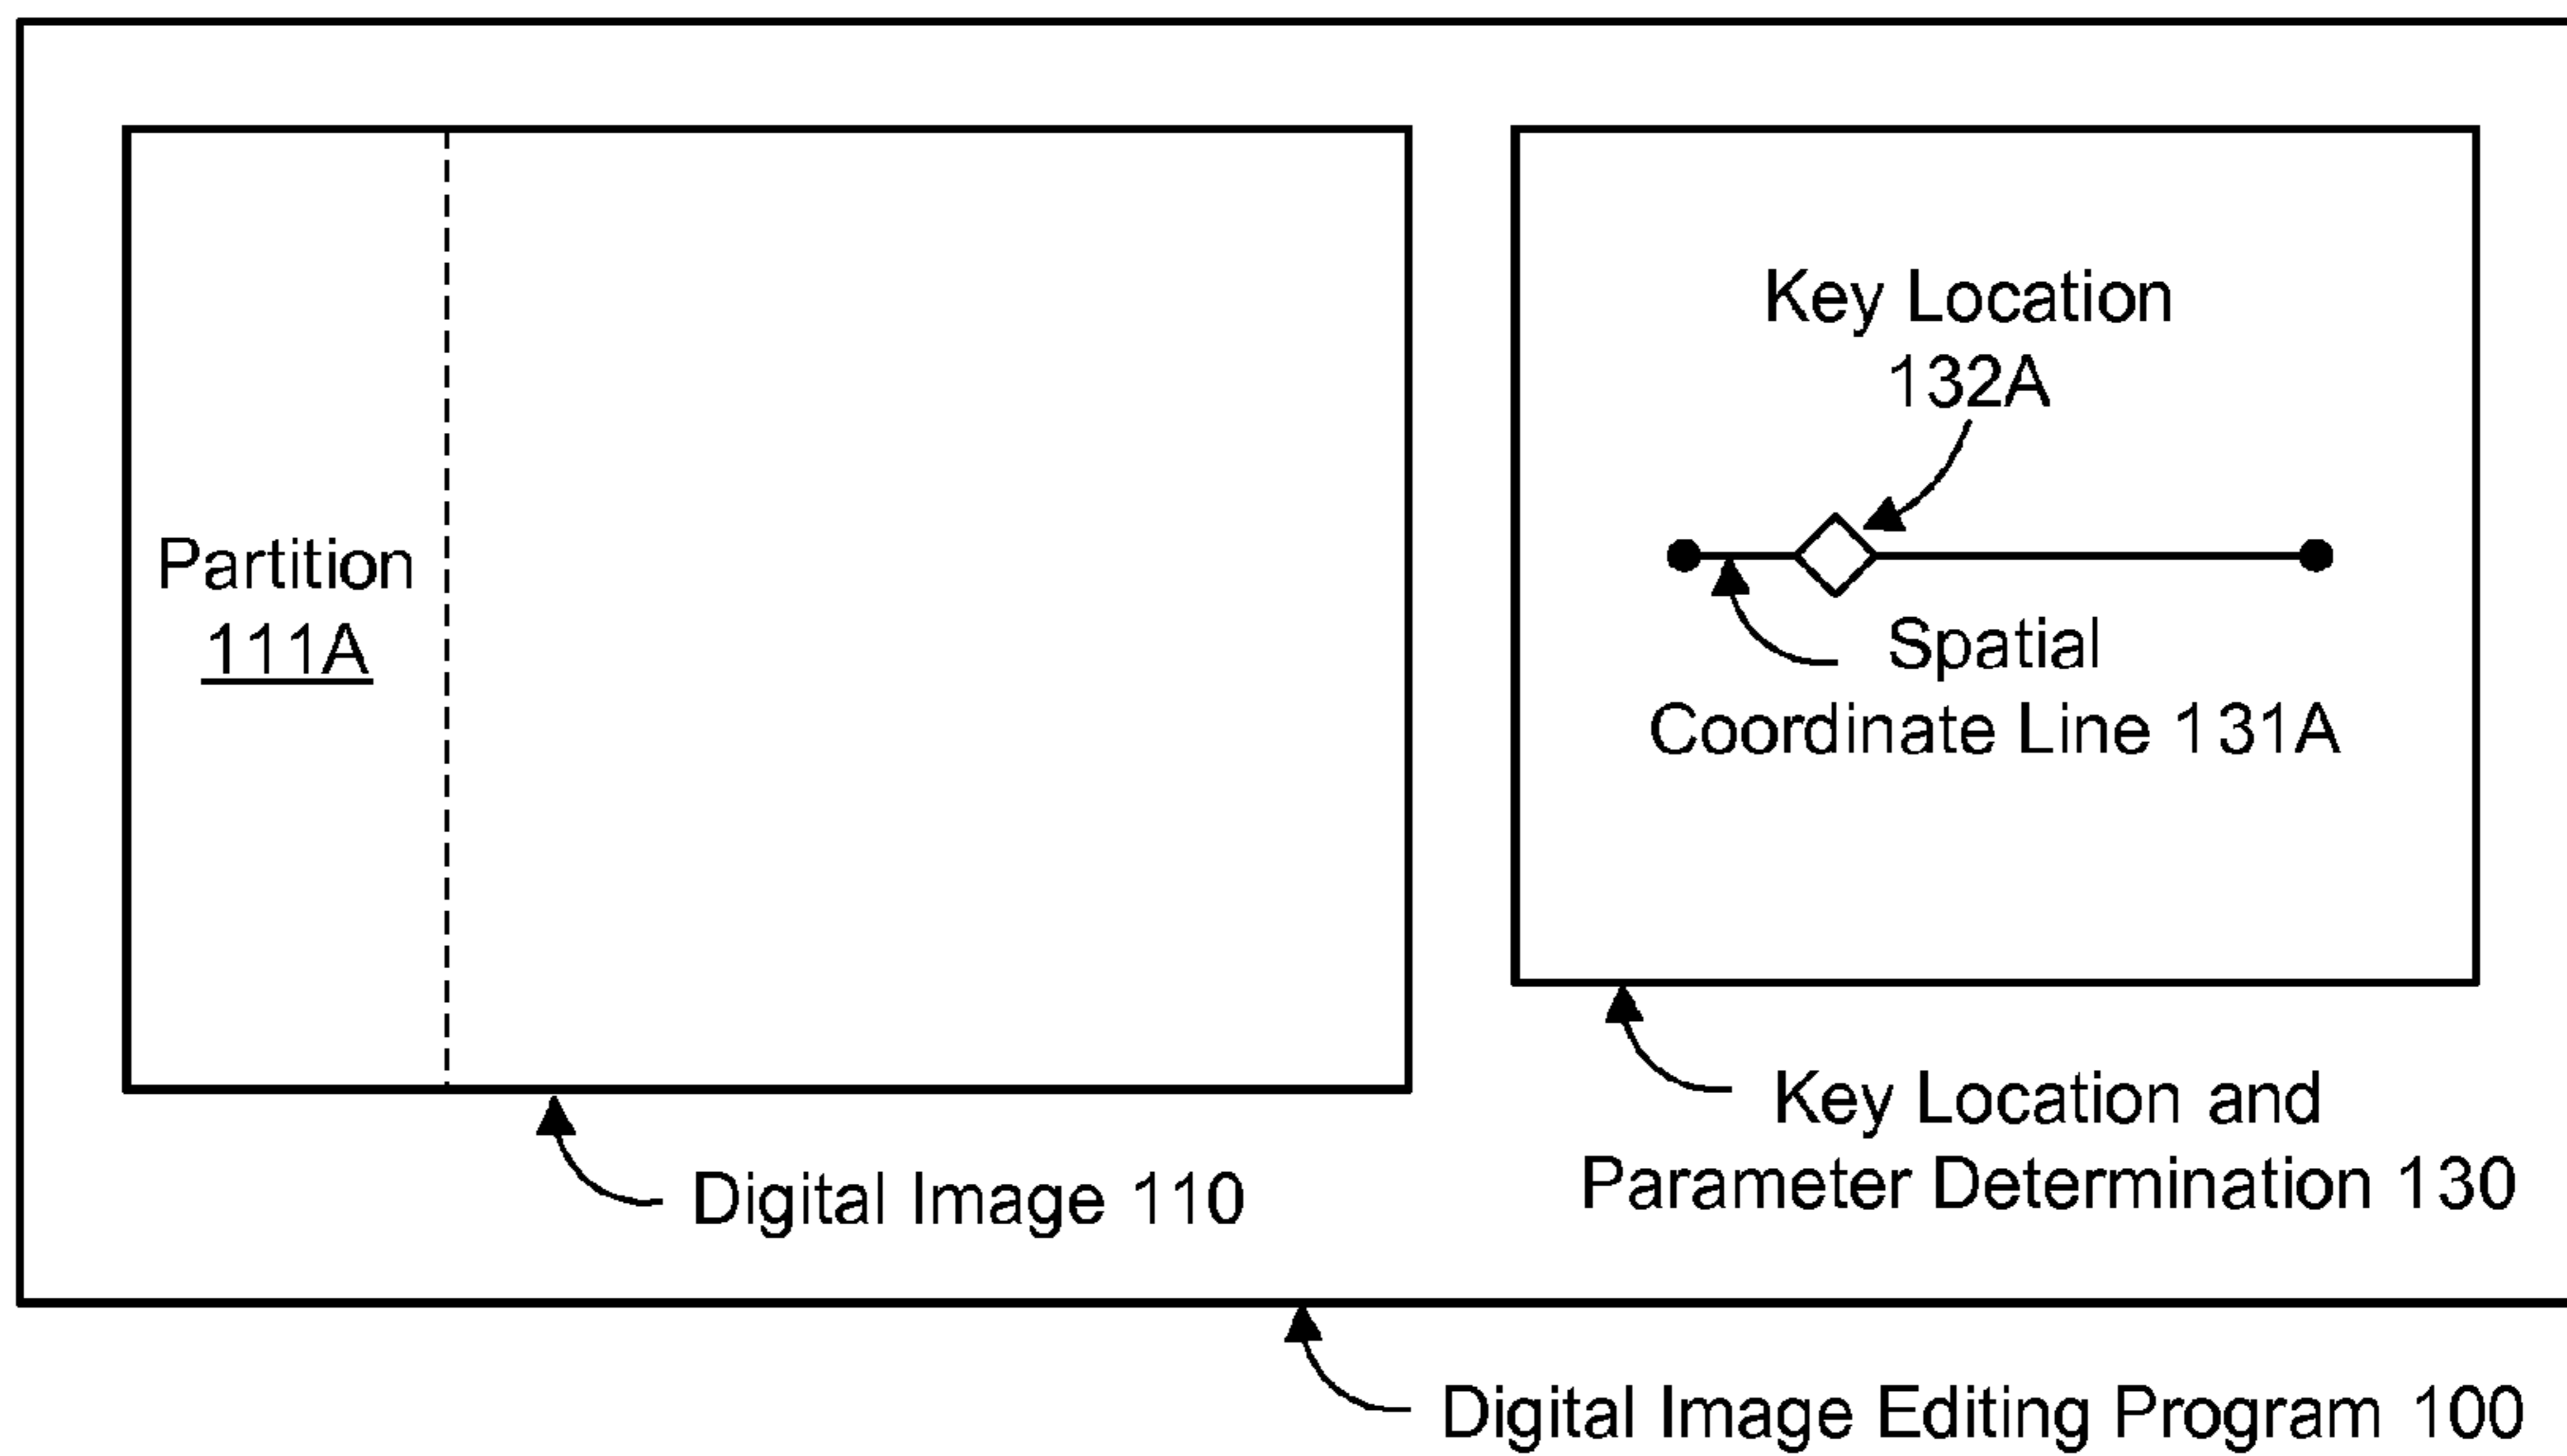 Partition
111A
Key Location
132A
Spatial
Coordinate Line 131A
Key Location and
Parameter Determination 130
Digital Image 110
Digital Image Editing Program 100